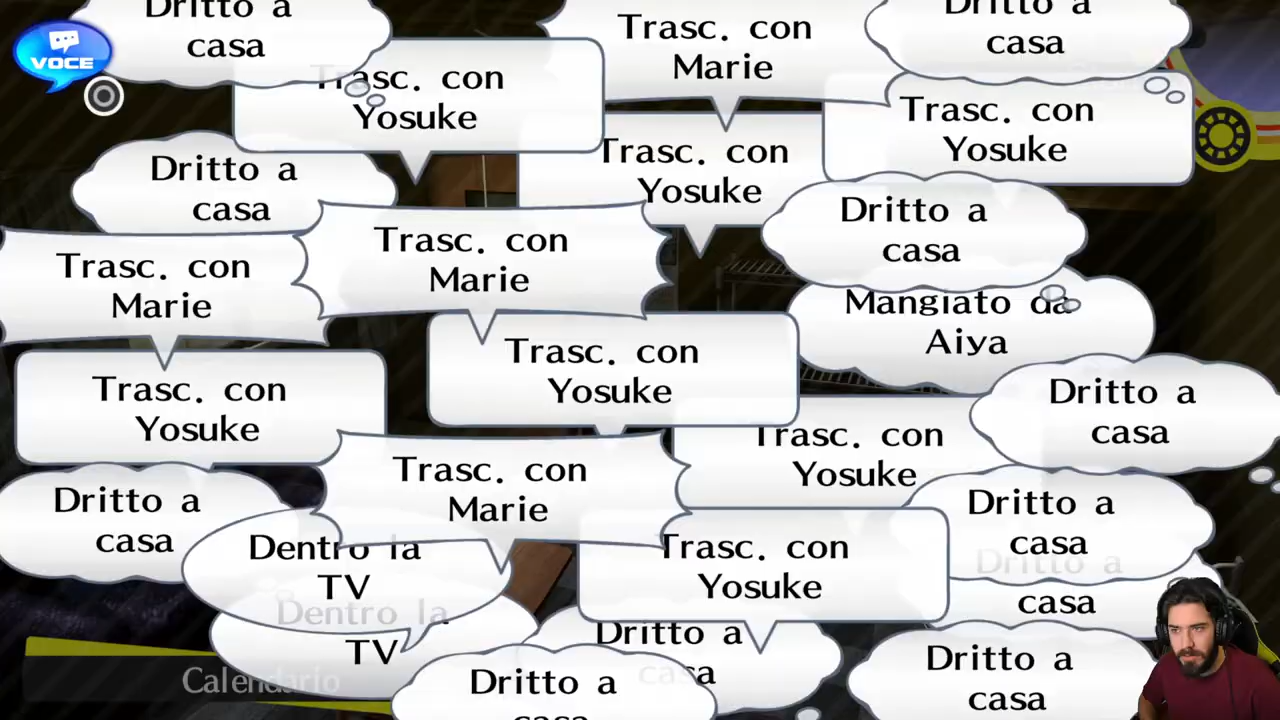 Dritto a
casa
VOCE
Trasc. con
Yosuke
Trasc. con
Marie
Dritto a
casa
Trasc. con
Yosuke
Trasc. con
Yosuke
Dritto a
casa
Dritto a
casa
Trasc. con
Marie
Trasc. con
Marie
Mangiato da
Aiya
Trasc. con
Yosuke
Trasc. con
Yosuke
Dritto a
casa
Trasc. con
Yosuke
Trasc. con
Marie
Dritto a
casa
Dritto a
casa
Dentro la
TV
Trasc. con
Yosuke
Dritto a
casa
Dentro la
TV
Dritto a
casa
Dritto a
casa
Dritto a
casa
Calendario